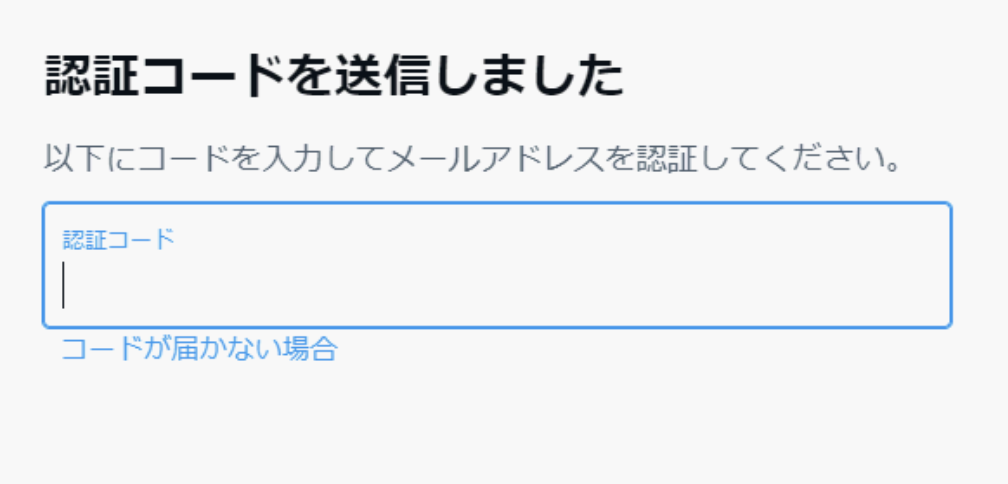 認証コードを送信しました
以下にコードを入力してメールアドレスを認証してください。
認証コード
コードが届かない場合